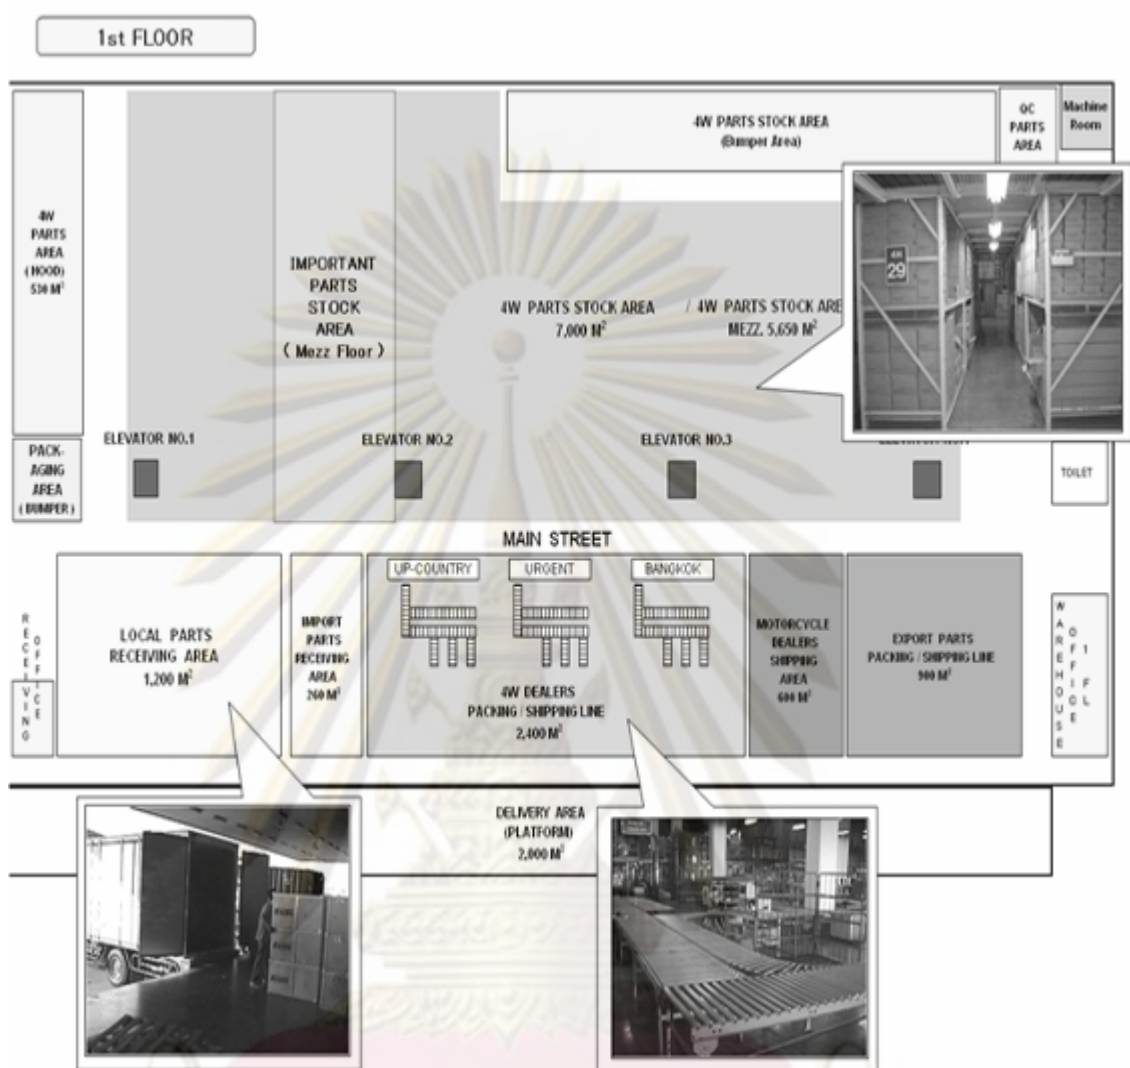 1st FLOOR
4W
PARTS
AREA
(HOOD)
530 M²
4W PARTS STOCK AREA
(Bumper Area)
QC
PARTS
AREA
Machine
Room
IMPORTANT
PARTS
STOCK
AREA
( Mezz Floor )
4W PARTS STOCK AREA
7,000 M²
/ 4W PARTS STOCK ARE
MEZZ. 5,650 M²
29
PACK-
AGING
AREA
(BUMPER)
ELEVATOR NO.1
ELEVATOR NO.2
ELEVATOR NO.3
TOILET
MAIN STREET
UP-COUNTRY
URGENT
BANGKOK
RECEIVING
OFFICE
LOCAL PARTS
RECEIVING AREA
1,200 M²
IMPORT
PARTS
RECEIVING
AREA
260 M²
4W DEALERS
PACKING / SHIPPING LINE
2,400 M²
MOTORCYCLE
DEALERS
SHIPPING
AREA
600 M²
EXPORT PARTS
PACKING / SHIPPING LINE
900 M²
WAREHOUSE
OFFICE
1 FL
DELIVERY AREA
(PLATFORM)
2,000 M²